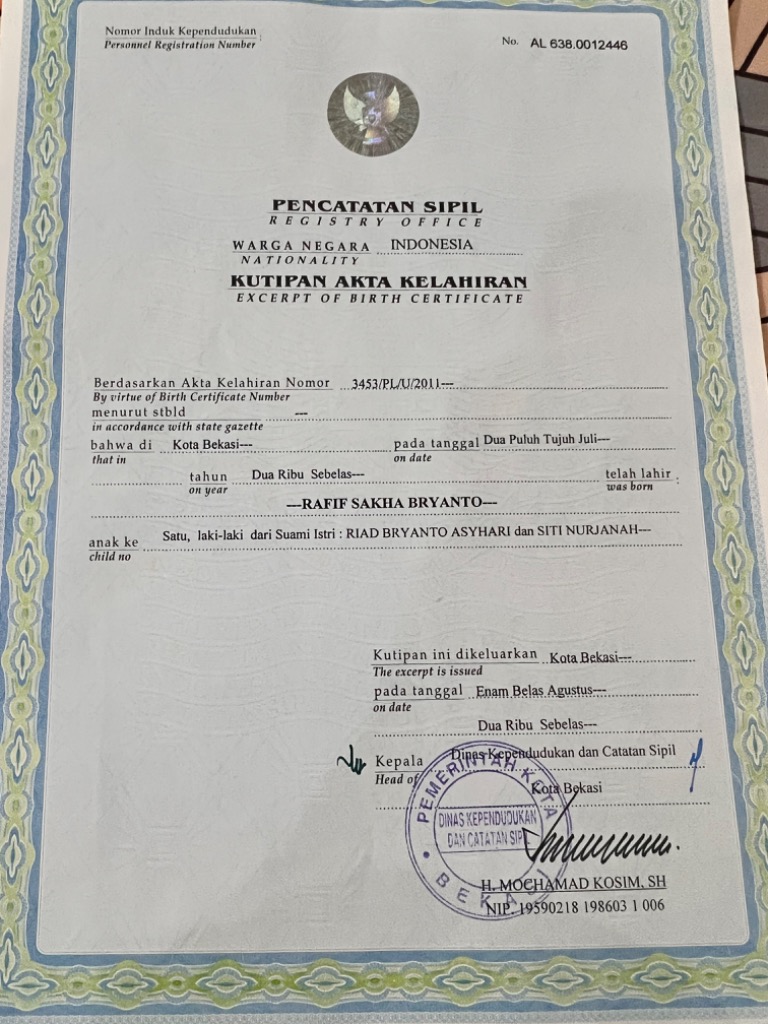 Nomor Induk Kependudukan
Personnel Registration Number
No. AL 638.0012446
PENCATATAN SIPIL
REGISTRY OFFICE
WARGA NEGARA INDONESIA
NATIONALITY
KUTIPAN AKTA KELAHIRAN
EXCERPT OF BIRTH CERTIFICATE
Berdasarkan Akta Kelahiran Nomor 3453/PL/U/2011---
By virtue of Birth Certificate Number
menurut stbld ---
in accordance with state gazette
bahwa di Kota Bekasi--- pada tanggal Dua Puluh Tujuh Juli---
that in on date
tahun Dua Ribu Sebelas--- telah lahir :
on year was born
---RAFIF SAKHA BRYANTO---
anak ke Satu, laki-laki dari Suami Istri : RIAD BRYANTO ASYHARI dan SITI NURJANAH---
child no
Kutipan ini dikeluarkan Kota Bekasi---
The excerpt is issued
pada tanggal Enam Belas Agustus---
on date
Dua Ribu Sebelas---
Kepala Dinas Kependudukan dan Catatan Sipil
Head of
Kota Bekasi
PEMERINTAH KOTA
DINAS KEPENDUDUKAN
DAN CATATAN SIPIL
BEKASI
H. MOCHAMAD KOSIM, SH
NIP. 19590218 198603 1 006